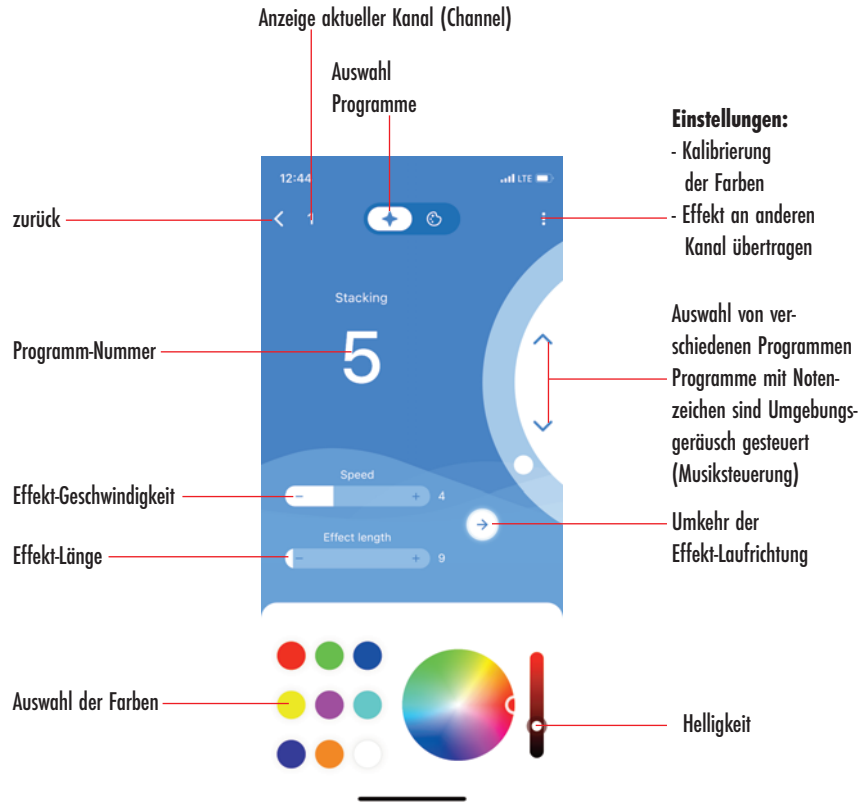 Anzeige aktueller Kanal (Channel)
Auswahl
Programme
Einstellungen:
- Kalibrierung
der Farben
- Effekt an anderen
Kanal übertragen
12:44
LTE
zurück
1
Stacking
5
Programm-Nummer
Auswahl von ver-
schiedenen Programmen
Programme mit Noten-
zeichen sind Umgebungs-
geräusch gesteuert
(Musiksteuerung)
Speed
Effekt-Geschwindigkeit
- + 4
Umkehr der
Effekt-Laufrichtung
Effect length
Effekt-Länge
- + 9
Auswahl der Farben
Helligkeit